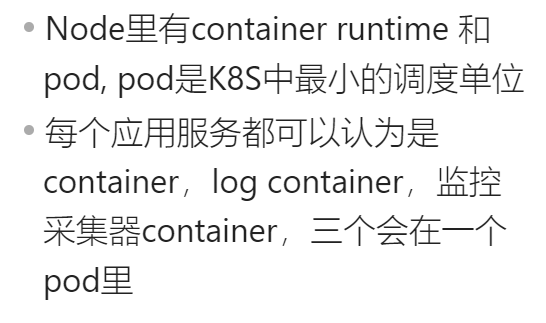 • Node里有container runtime 和
pod, pod是K8S中最小的调度单位
• 每个应用服务都可以认为是
container，log container，监控
采集器container，三个会在一个
pod里